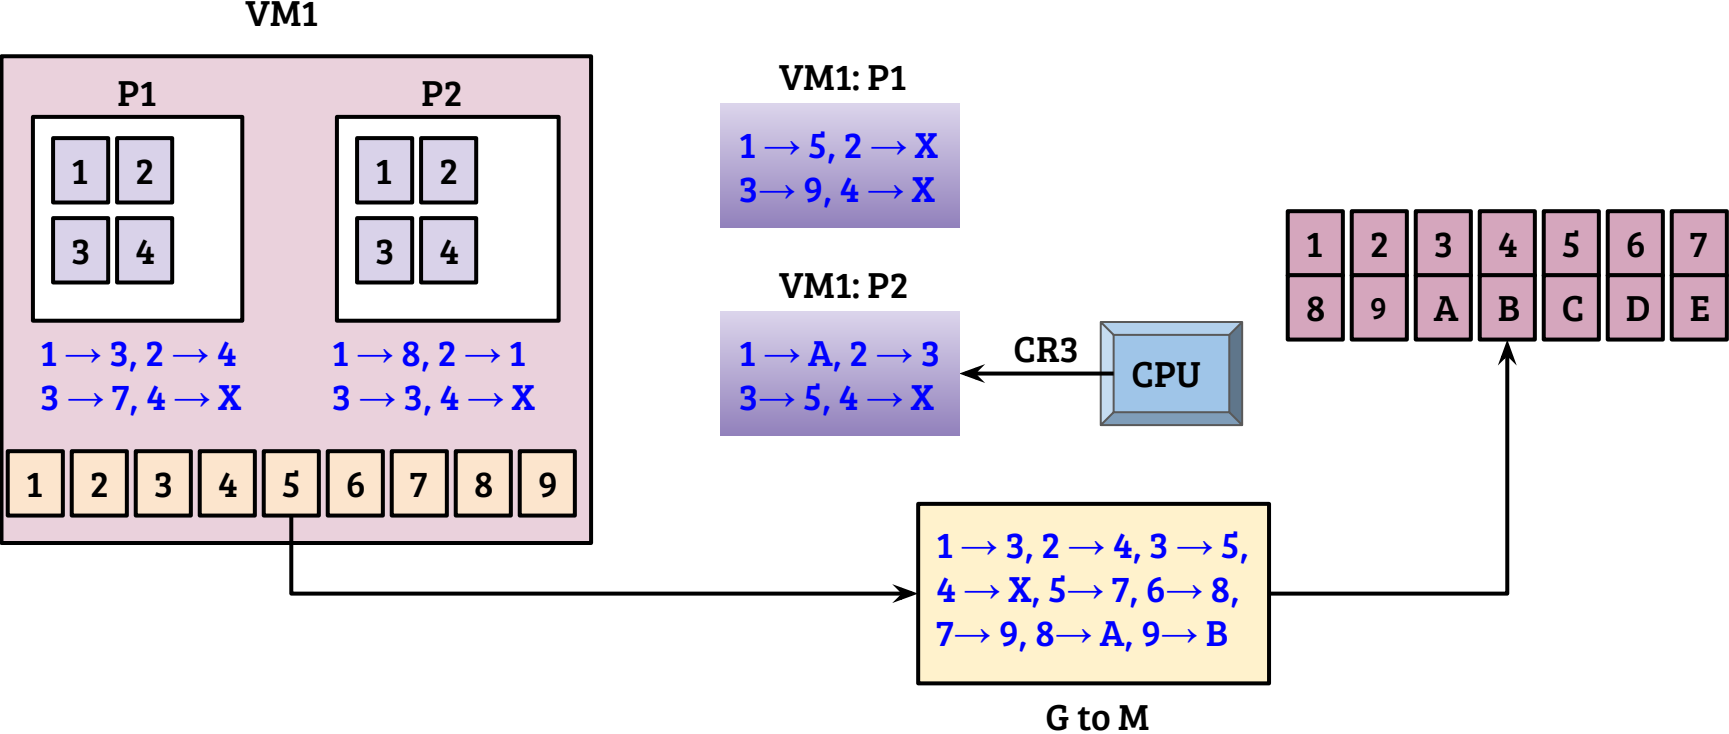 VM1
P1
P2
1 2
3 4
1 2
3 4
1 → 3, 2 → 4
3 → 7, 4 → X
1 → 8, 2 → 1
3 → 3, 4 → X
1 2 3 4 5 6 7 8 9
VM1: P1
1 → 5, 2 → X
3→ 9, 4 → X
VM1: P2
1 → A, 2 → 3
3→ 5, 4 → X
CR3
CPU
1 2 3 4 5 6 7
8 9 A B C D E
1 → 3, 2 → 4, 3 → 5,
4 → X, 5→ 7, 6→ 8,
7→ 9, 8→ A, 9→ B
G to M